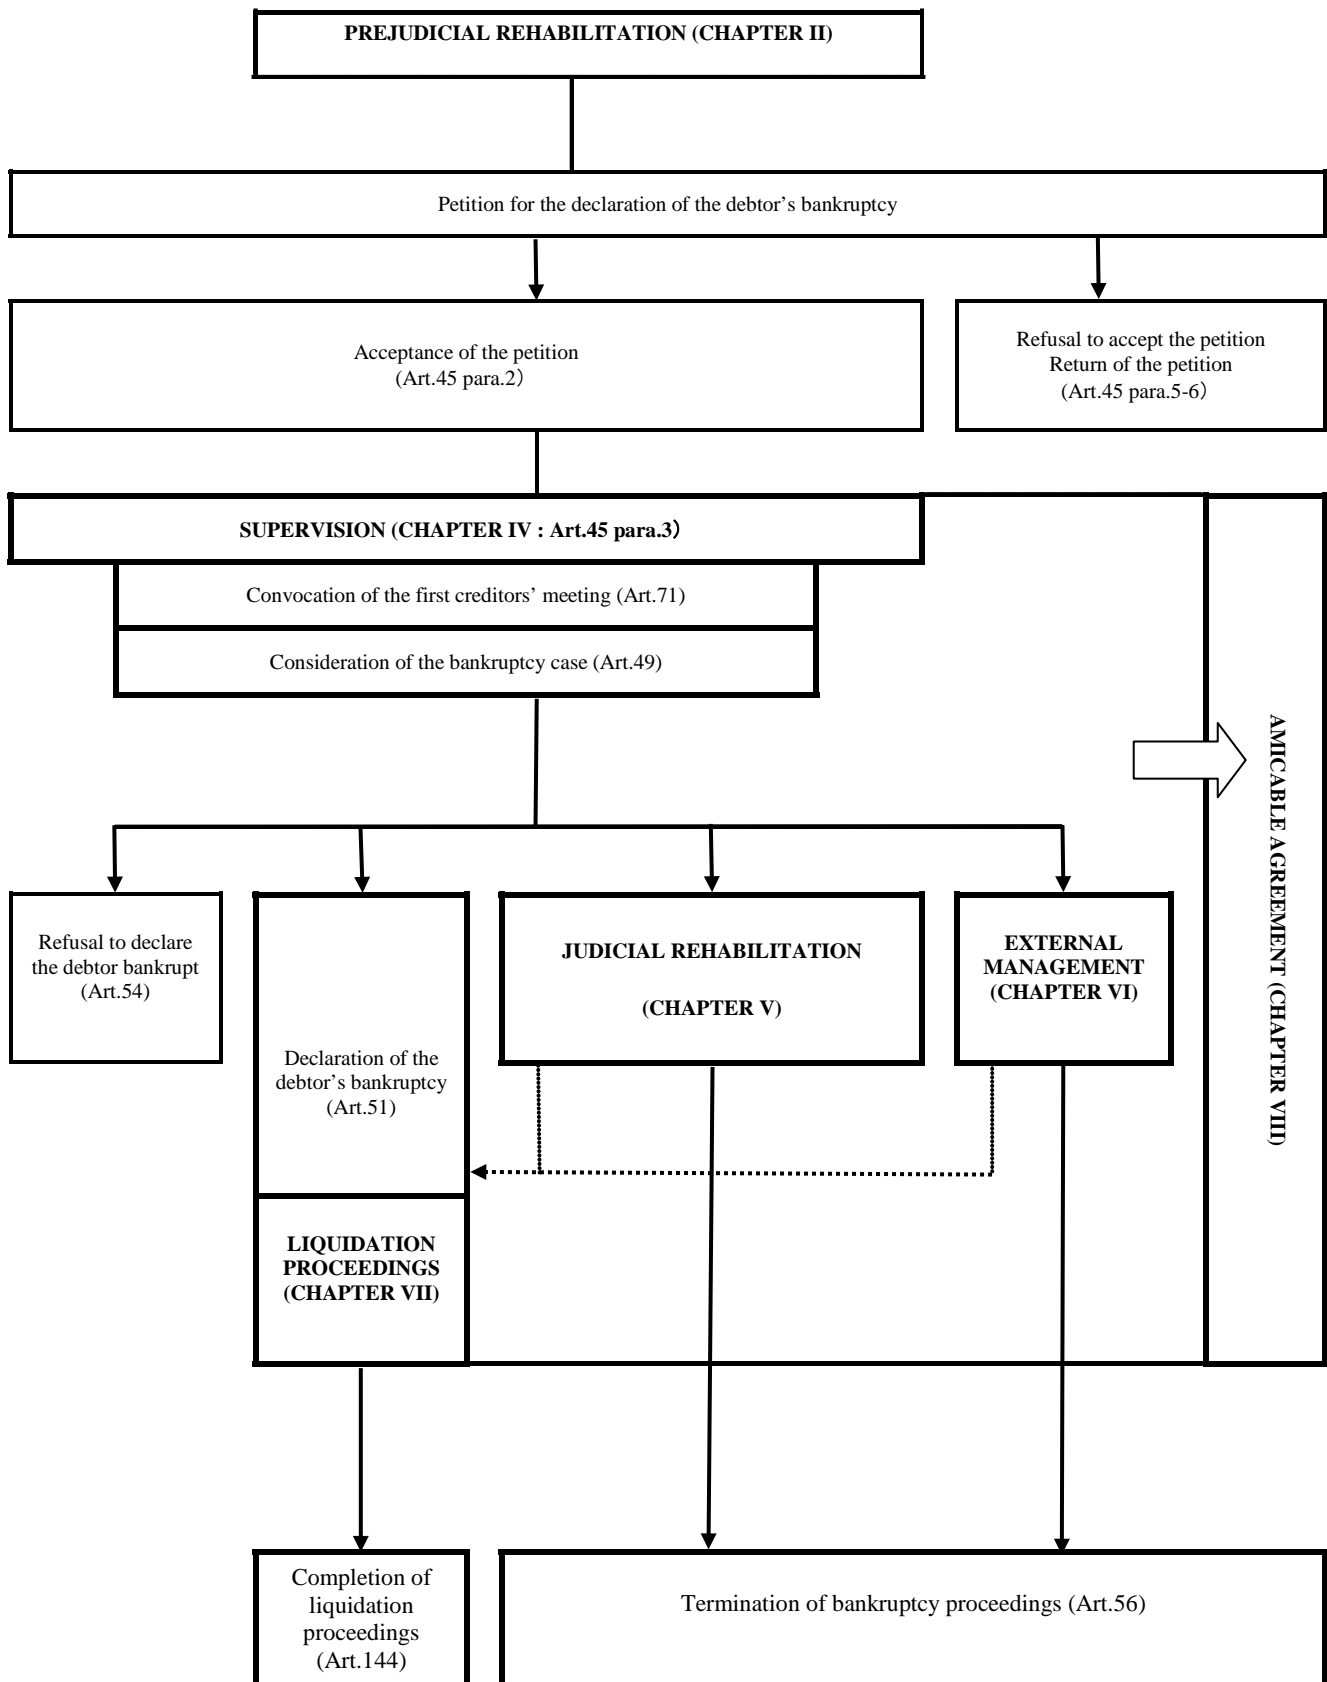 PREJUDICIAL REHABILITATION (CHAPTER II)
Petition for the declaration of the debtor’s bankruptcy
Acceptance of the petition
(Art.45 para.2)
Refusal to accept the petition
Return of the petition
(Art.45 para.5-6)
SUPERVISION (CHAPTER IV : Art.45 para.3)
Convocation of the first creditors’ meeting (Art.71)
Consideration of the bankruptcy case (Art.49)
AMICABLE AGREEMENT (CHAPTER VIII)
Refusal to declare
the debtor bankrupt
(Art.54)
Declaration of the
debtor’s bankruptcy
(Art.51)
JUDICIAL REHABILITATION
(CHAPTER V)
EXTERNAL
MANAGEMENT
(CHAPTER VI)
LIQUIDATION
PROCEEDINGS
(CHAPTER VII)
Completion of
liquidation
proceedings
(Art.144)
Termination of bankruptcy proceedings (Art.56)